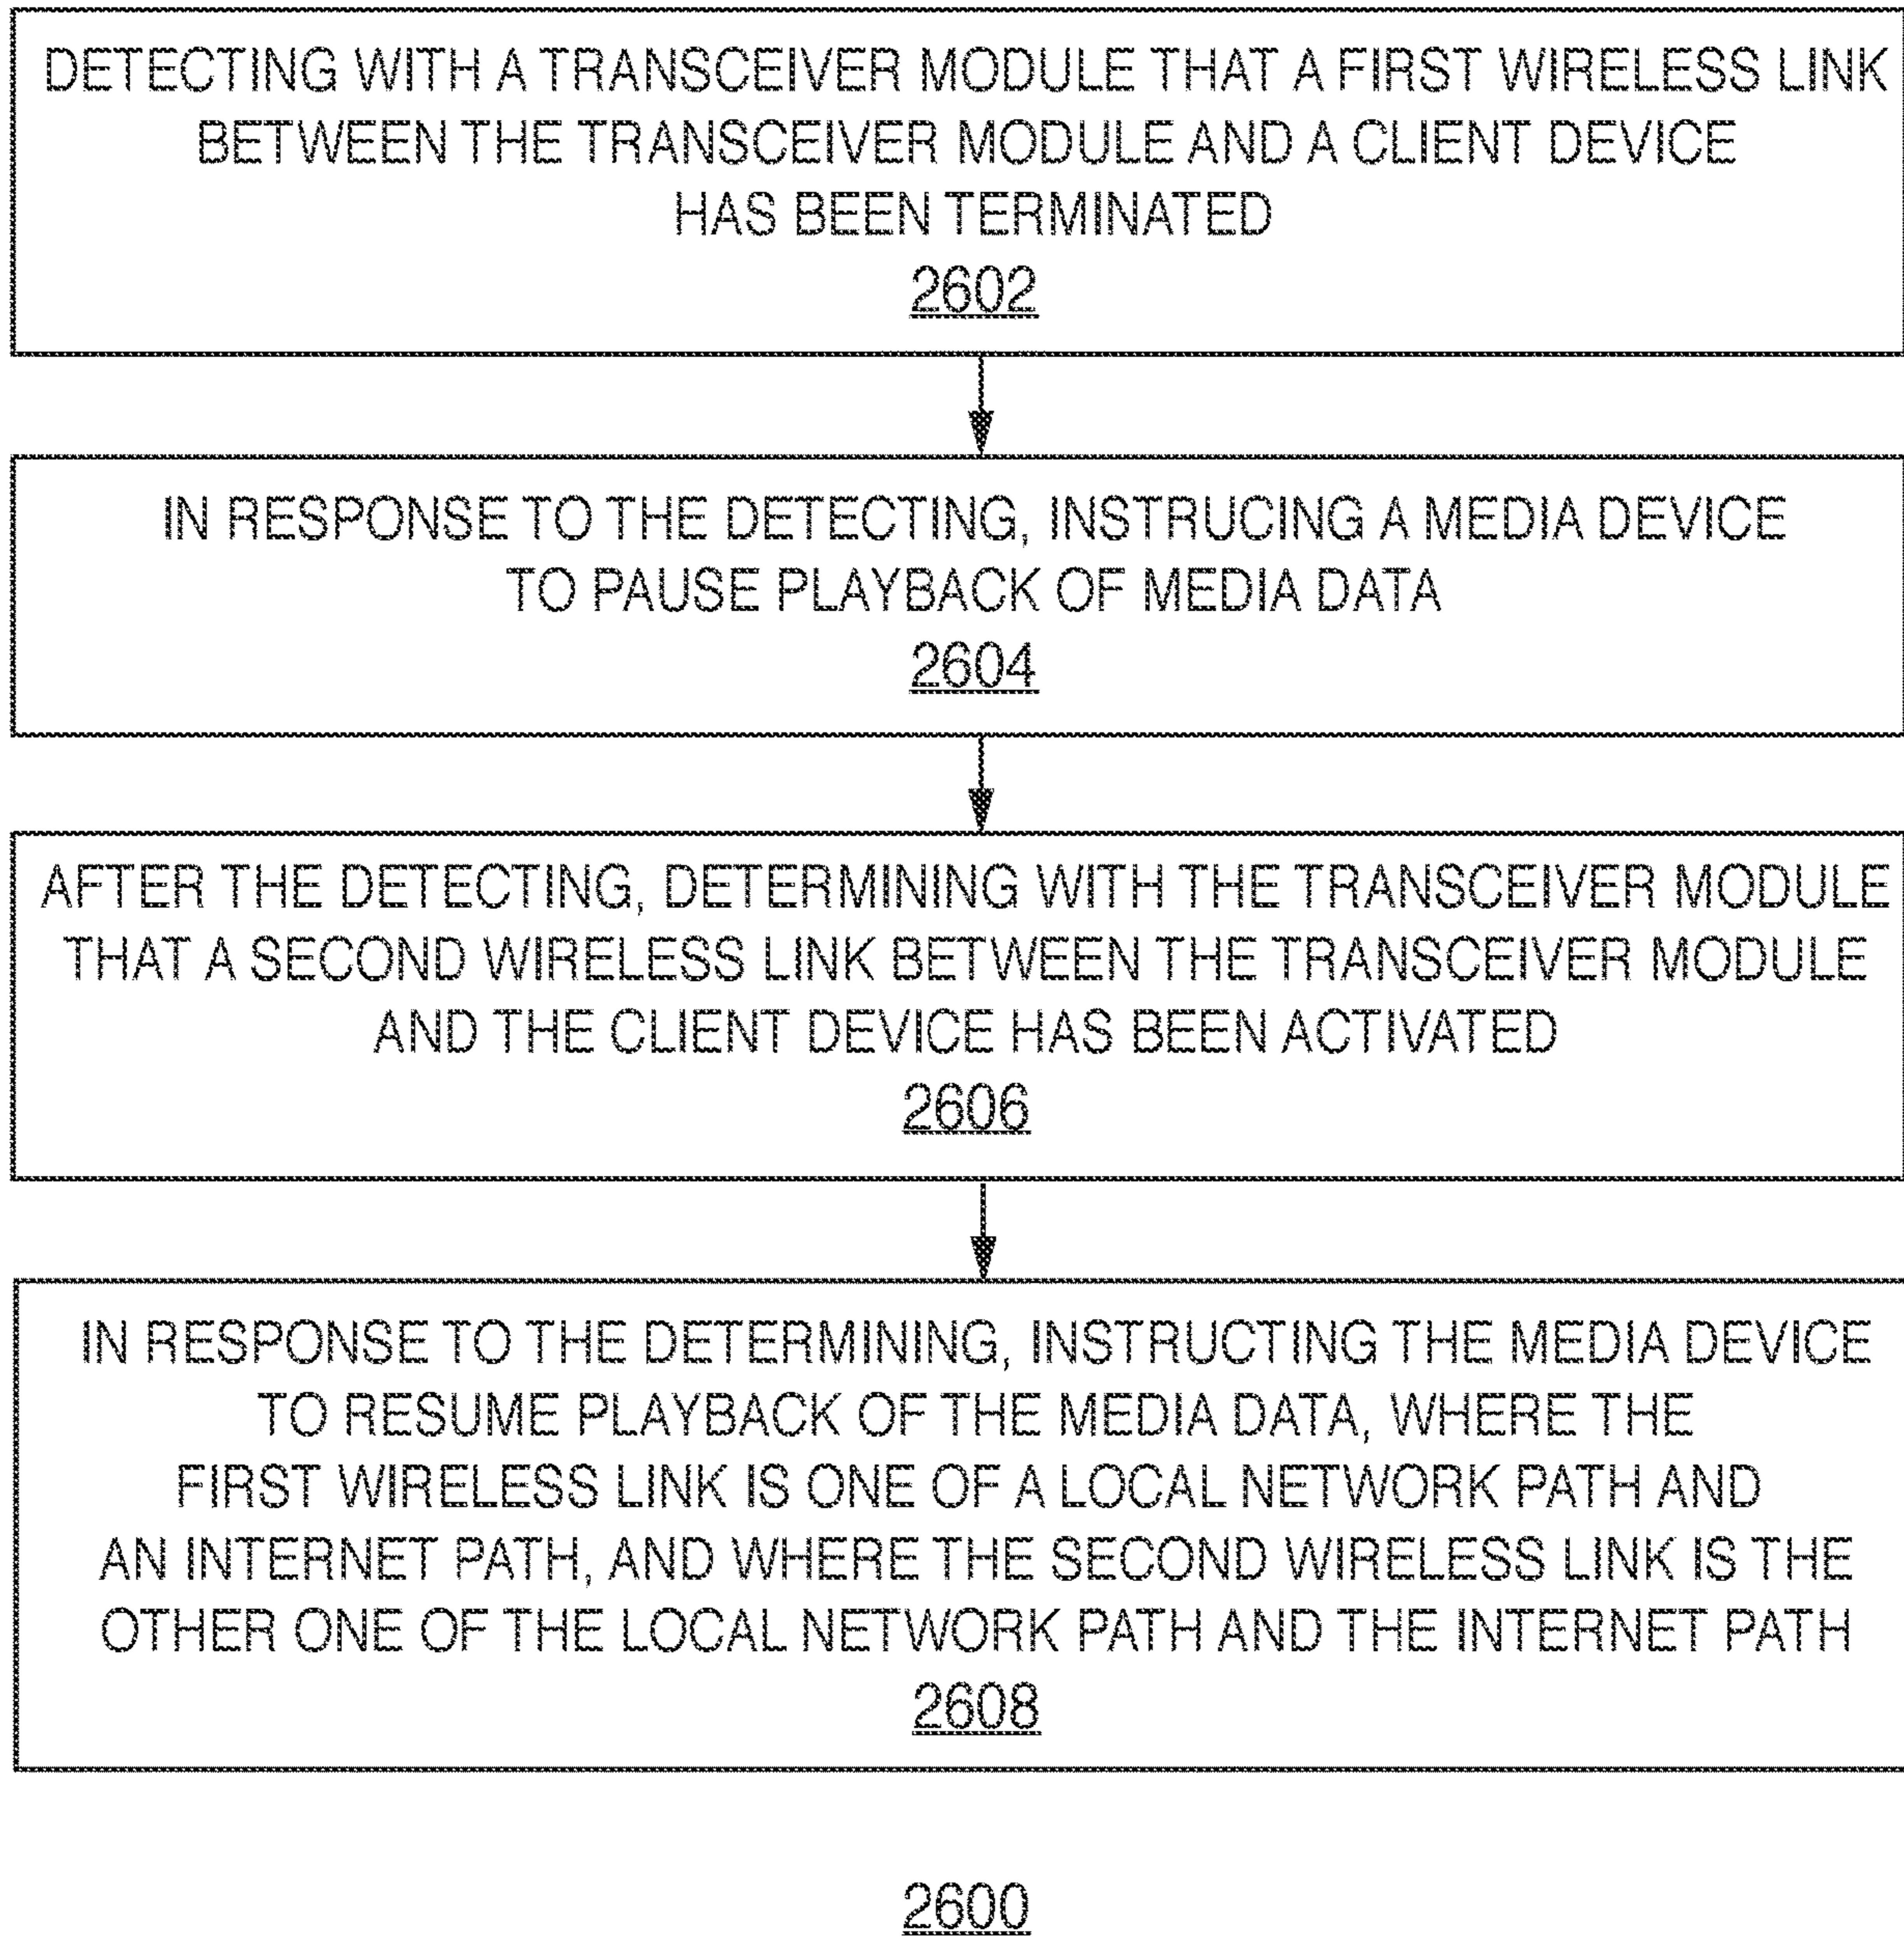 DETECTING WITH A TRANSCEIVER MODULE THAT A FIRST WIRELESS LINK
BETWEEN THE TRANSCEIVER MODULE AND A CLIENT DEVICE
HAS BEEN TERMINATED
2602
IN RESPONSE TO THE DETECTING, INSTRUCING A MEDIA DEVICE
TO PAUSE PLAYBACK OF MEDIA DATA
2604
AFTER THE DETECTING, DETERMINING WITH THE TRANSCEIVER MODULE
THAT A SECOND WIRELESS LINK BETWEEN THE TRANSCEIVER MODULE
AND THE CLIENT DEVICE HAS BEEN ACTIVATED
2606
IN RESPONSE TO THE DETERMINING, INSTRUCTING THE MEDIA DEVICE
TO RESUME PLAYBACK OF THE MEDIA DATA, WHERE THE
FIRST WIRELESS LINK IS ONE OF A LOCAL NETWORK PATH AND
AN INTERNET PATH, AND WHERE THE SECOND WIRELESS LINK IS THE
OTHER ONE OF THE LOCAL NETWORK PATH AND THE INTERNET PATH
2608
2600